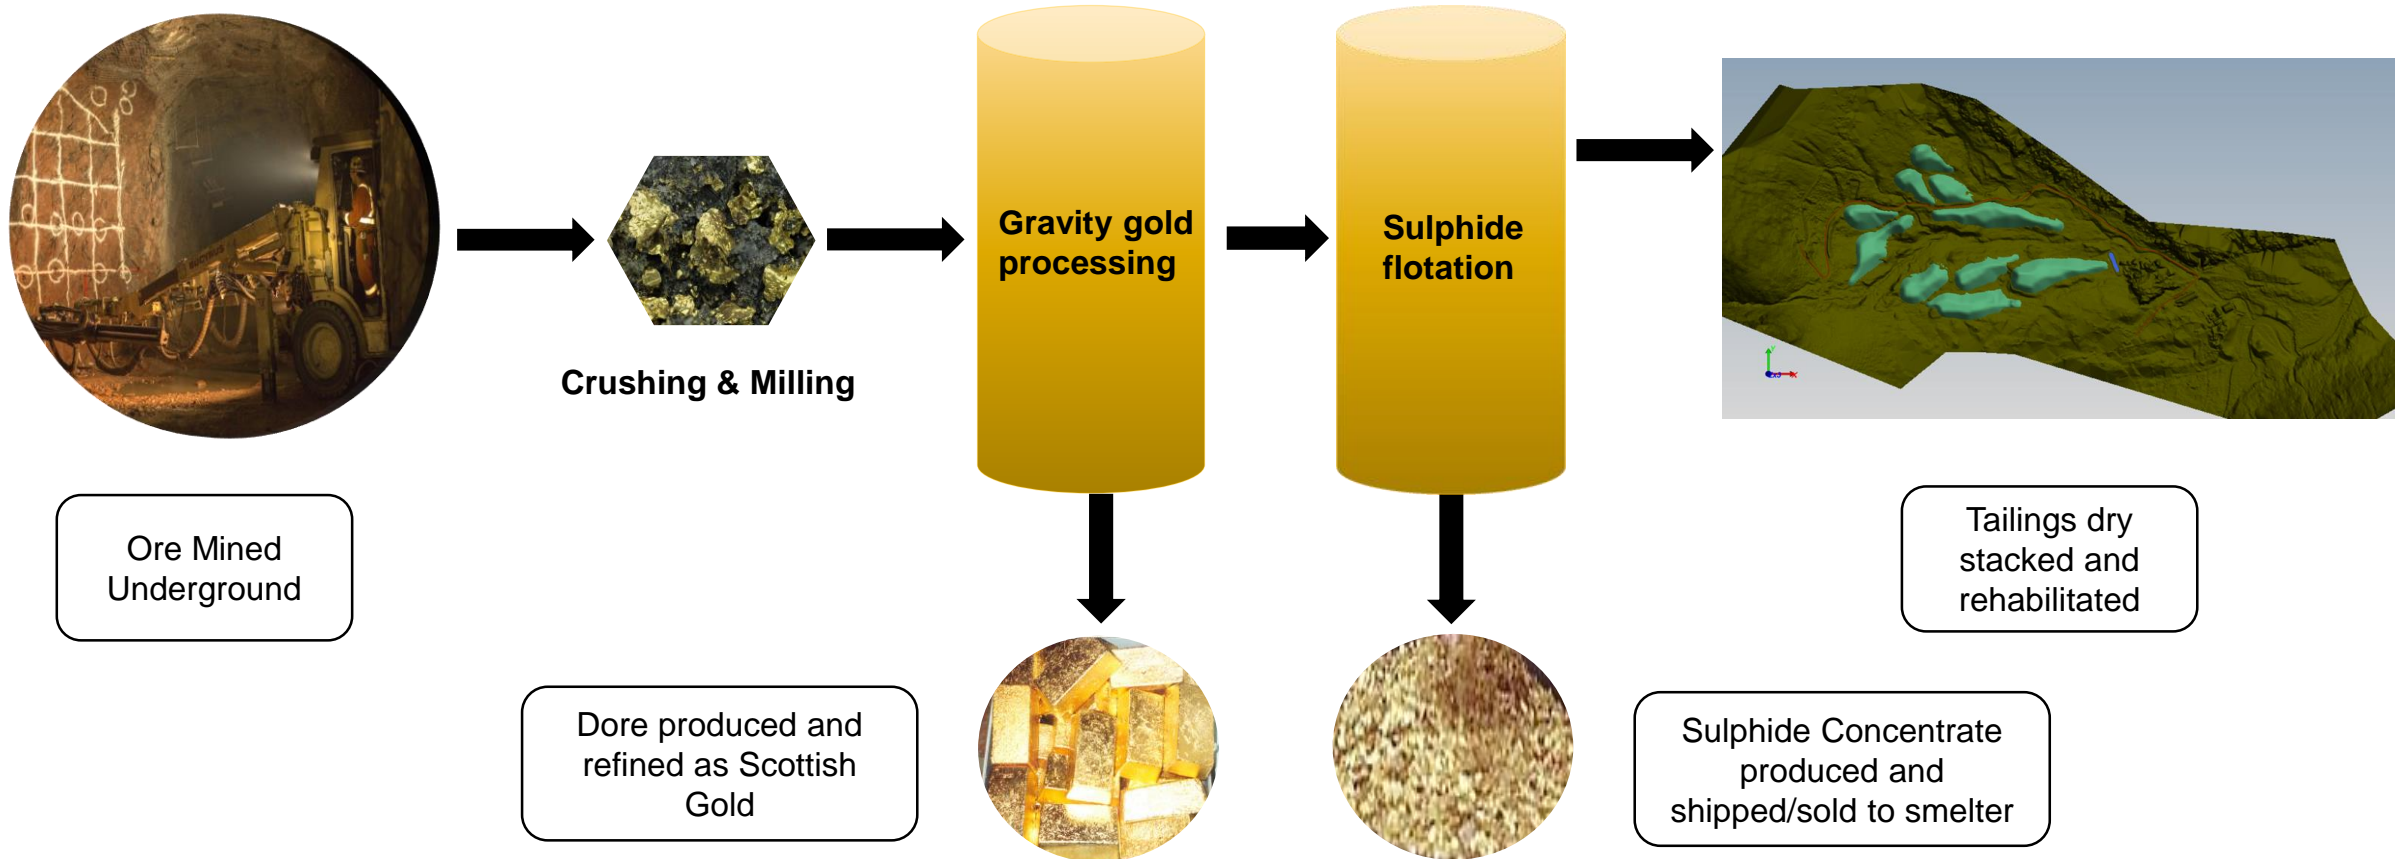 Gravity gold
processing
Sulphide
flotation
Crushing & Milling
Ore Mined
Underground
Tailings dry
stacked and
rehabilitated
Dore produced and
refined as Scottish
Gold
Sulphide Concentrate
produced and
shipped/sold to smelter